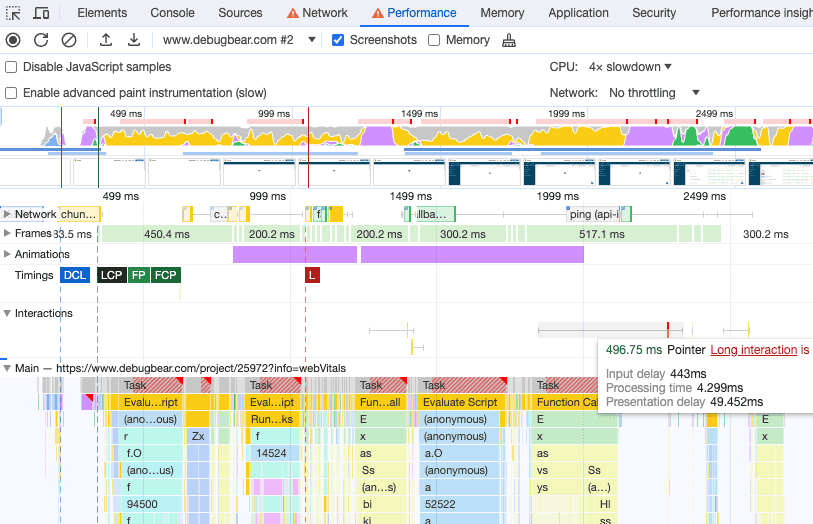 Elements Console Sources Network Performance Memory Application Security Performance insigh
www.debugbear.com #2 Screenshots Memory
Disable JavaScript samples CPU: 4× slowdown
Enable advanced paint instrumentation (slow) Network: No throttling
499 ms 999 ms 1499 ms 1999 ms 2499 ms
499 ms 999 ms 1499 ms 1999 ms 2499 ms
Network chun... c... f llba... ping (api-i
Frames 33.5 ms 450.4 ms 200.2 ms 200.2 ms 300.2 ms 517.1 ms 300.2 ms
Animations
Timings DCL LCP FP FCP L
Interactions
496.75 ms Pointer Long interaction is
Input delay 443ms
Processing time 4.299ms
Presentation delay 49.452ms
Main — https://www.debugbear.com/project/25972?info=webVitals
Task Task Task Task Task
Evalu...ript Eval...ipt Fun...all Evaluate Script Function Cal
(ano...ous) Run...ks E (anonymous) E E
r Zx f x (anonymous) x x
f.O 14524 as a.O as
(ano...us) Ss (anonymous) vs Ss
f (an...s) a ys (a...)
94500 bi 52522 Hl
f ki a ss